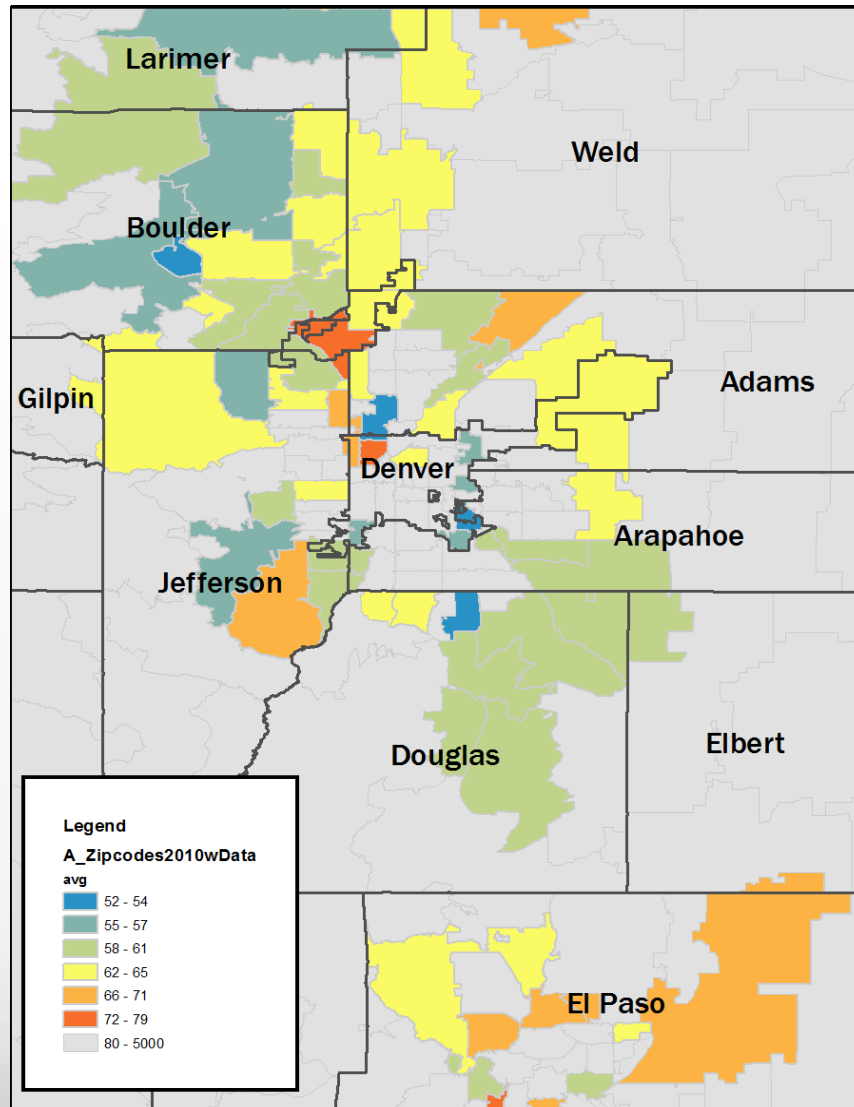 Larimer
Weld
Boulder
Gilpin
Adams
Denver
Arapahoe
Jefferson
Douglas
Elbert
El Paso
Legend
A_Zipcodes2010wData
avg
52 - 54
55 - 57
58 - 61
62 - 65
66 - 71
72 - 79
80 - 5000